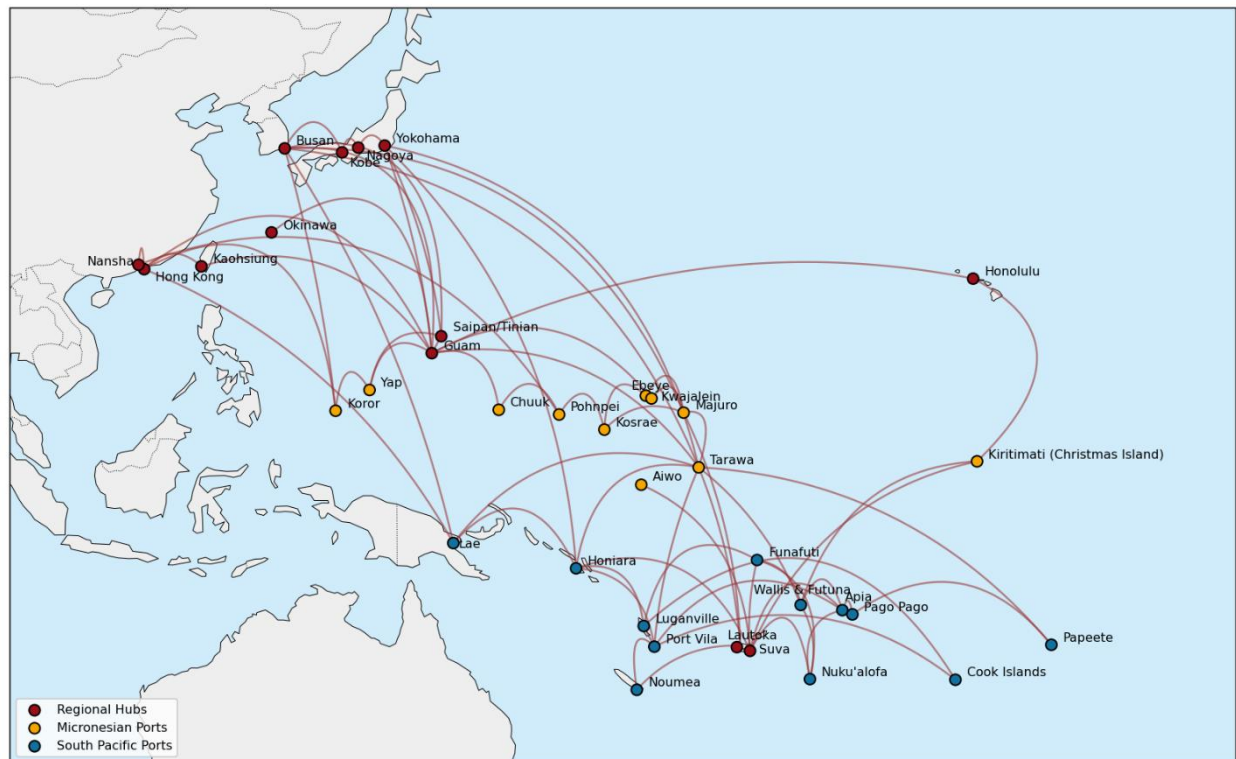 Busan
Yokohama
Nagoya
Kobe
Okinawa
Nansha
Kaohsiung
Hong Kong
Honolulu
Saipan/Tinian
Guam
Yap
Koror
Chuuk
Pohnpei
Ebeye
Kwajalein
Majuro
Kosrae
Tarawa
Kiritimati (Christmas Island)
Aiwo
Lae
Honiara
Funafuti
Wallis & Futuna
Apia
Pago Pago
Luganville
Port Vila
Lautoka
Suva
Papeete
Noumea
Nuku'alofa
Cook Islands
Regional Hubs
Micronesian Ports
South Pacific Ports